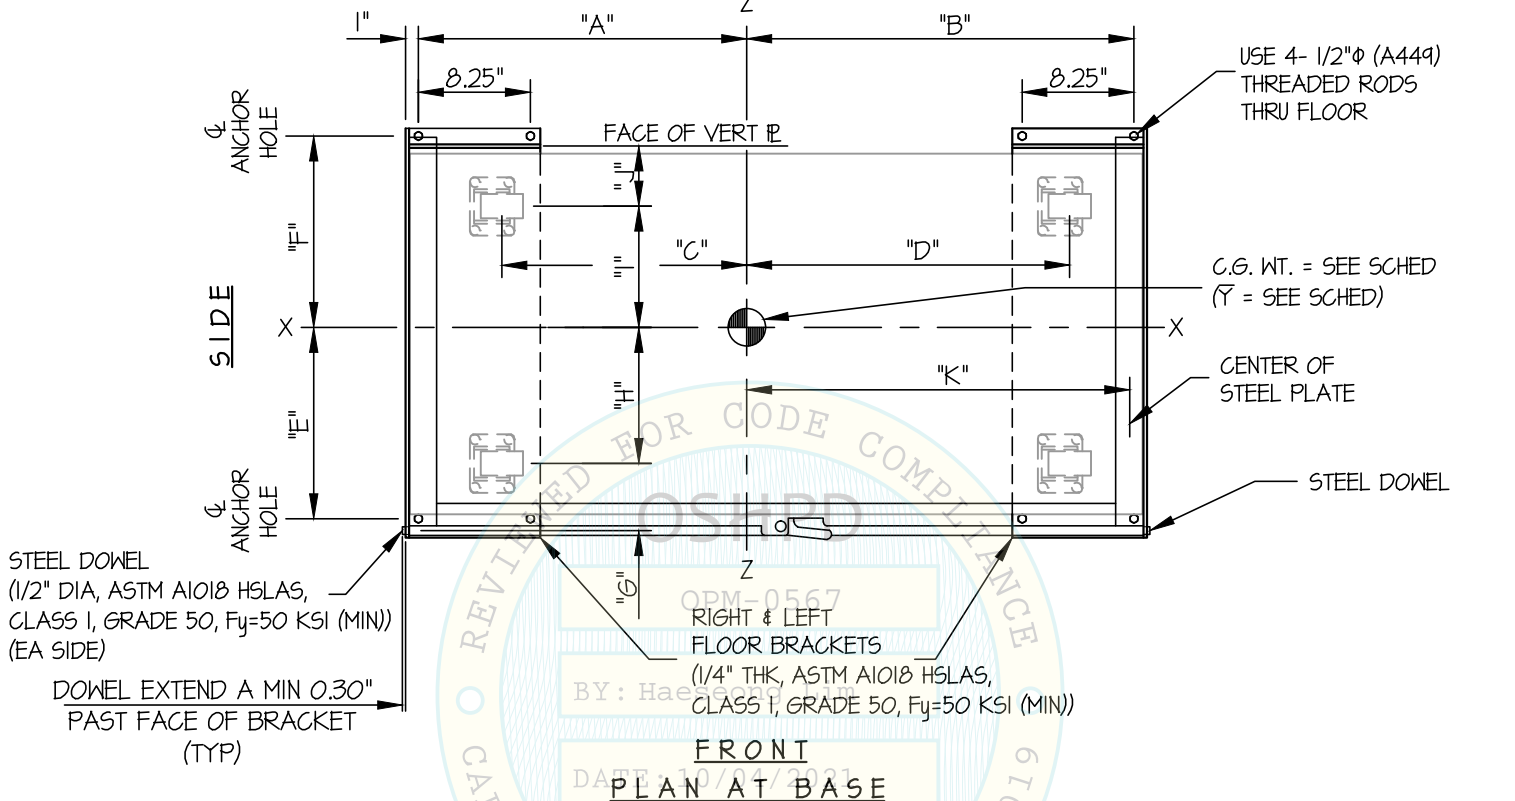 Z
1"
"A"
"B"
8.25"
8.25"
USE 4- 1/2"Φ (A449)
THREADED RODS
THRU FLOOR
℄
ANCHOR
HOLE
FACE OF VERT ⅊
"J"
"F"
"I"
"C"
"D"
C.G. WT. = SEE SCHED
(Y̅ = SEE SCHED)
SIDE
X
X
"K"
CENTER OF
STEEL PLATE
"E"
"H"
℄
ANCHOR
HOLE
STEEL DOWEL
REVIEWED FOR CODE COMPLIANCE
OSHPD
STEEL DOWEL
(1/2" DIA, ASTM A1018 HSLAS,
CLASS 1, GRADE 50, Fy=50 KSI (MIN))
(EA SIDE)
Z
"G"
OPM-0567
RIGHT & LEFT
FLOOR BRACKETS
(1/4" THK, ASTM A1018 HSLAS,
CLASS 1, GRADE 50, Fy=50 KSI (MIN))
BY: Haeseong Lim
DOWEL EXTEND A MIN 0.30"
PAST FACE OF BRACKET
(TYP)
FRONT
DATE: 10/04/2021
PLAN AT BASE